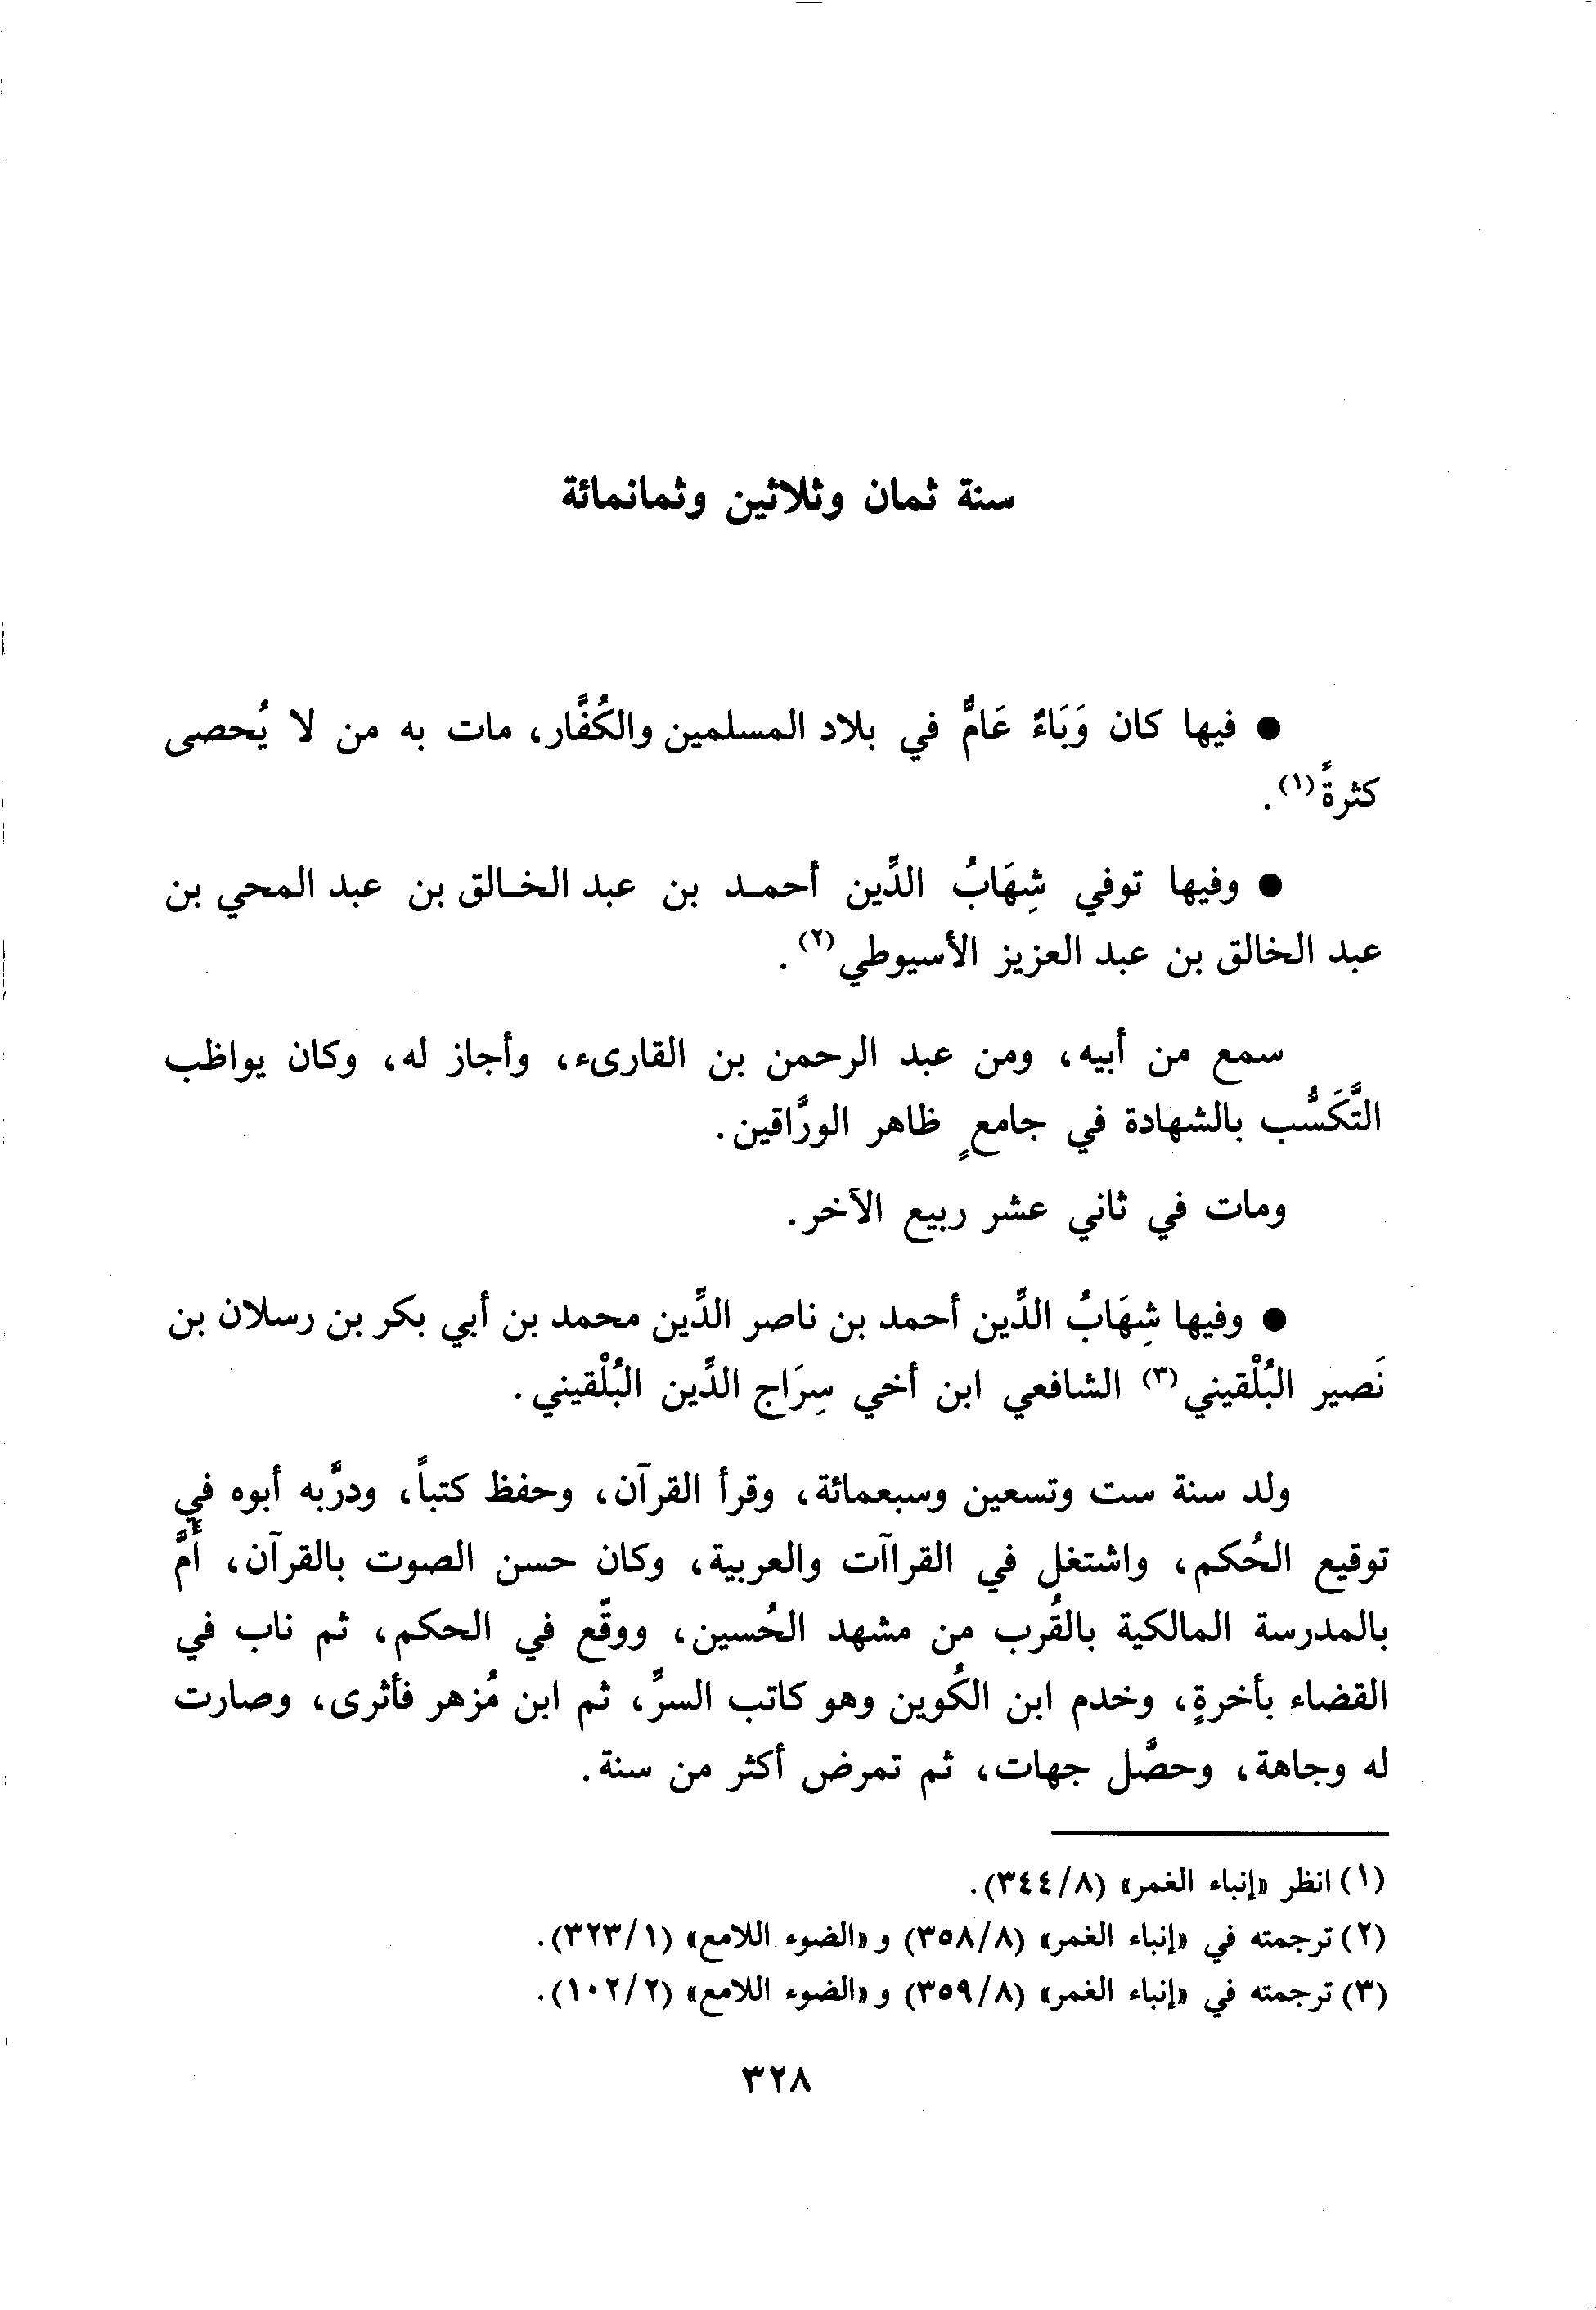 سنة ثمان وثلاثين وثمانمائة
● فيها كان وَبَاءٌ عَامٌّ في بلاد المسلمين والكُفَّار، مات به من لا يُحصى
كثرةً(١).
● وفيها توفي شِهَابُ الدِّين أحمد بن عبد الخالق بن عبد المحي بن
عبد الخالق بن عبد العزيز الأسيوطي(٢).
سمع من أبيه، ومن عبد الرحمن بن القارىء، وأجاز له، وكان يواظب
التَّكَسُّب بالشهادة في جامعٍ ظاهر الورَّاقين.
ومات في ثاني عشر ربيع الآخر.
● وفيها شِهَابُ الدِّين أحمد بن ناصر الدِّين محمد بن أبي بكر بن رسلان بن
نَصير البُلْقيني(٣) الشافعي ابن أخي سِرَاج الدِّين البُلْقيني.
ولد سنة ست وتسعين وسبعمائة، وقرأ القرآن، وحفظ كتباً، ودرَّبه أبوه في
توقيع الحُكم، واشتغل في القراآت والعربية، وكان حسن الصوت بالقرآن، أَمَّ
بالمدرسة المالكية بالقُرب من مشهد الحُسين، ووقّع في الحكم، ثم ناب في
القضاء بأخرةٍ، وخدم ابن الكُوين وهو كاتب السرِّ، ثم ابن مُزهر فأثرى، وصارت
له وجاهة، وحصَّل جهات، ثم تمرض أكثر من سنة.
(١) انظر «إنباء الغمر» (٣٤٤/٨).
(٢) ترجمته في «إنباء الغمر» (٣٥٨/٨) و «الضوء اللامع» (٣٢٣/١).
(٣) ترجمته في «إنباء الغمر» (٣٥٩/٨) و «الضوء اللامع» (١٠٢/٢).
٣٢٨